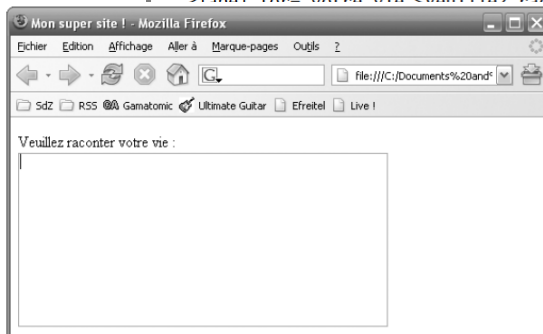 Mon super site ! - Mozilla Firefox
Fichier Edition Affichage Aller à Marque-pages Outils ?
G
file:///C:/Documents%20and
SdZ RSS Gamatomic Ultimate Guitar Efreitel Live !
Veuillez raconter votre vie :